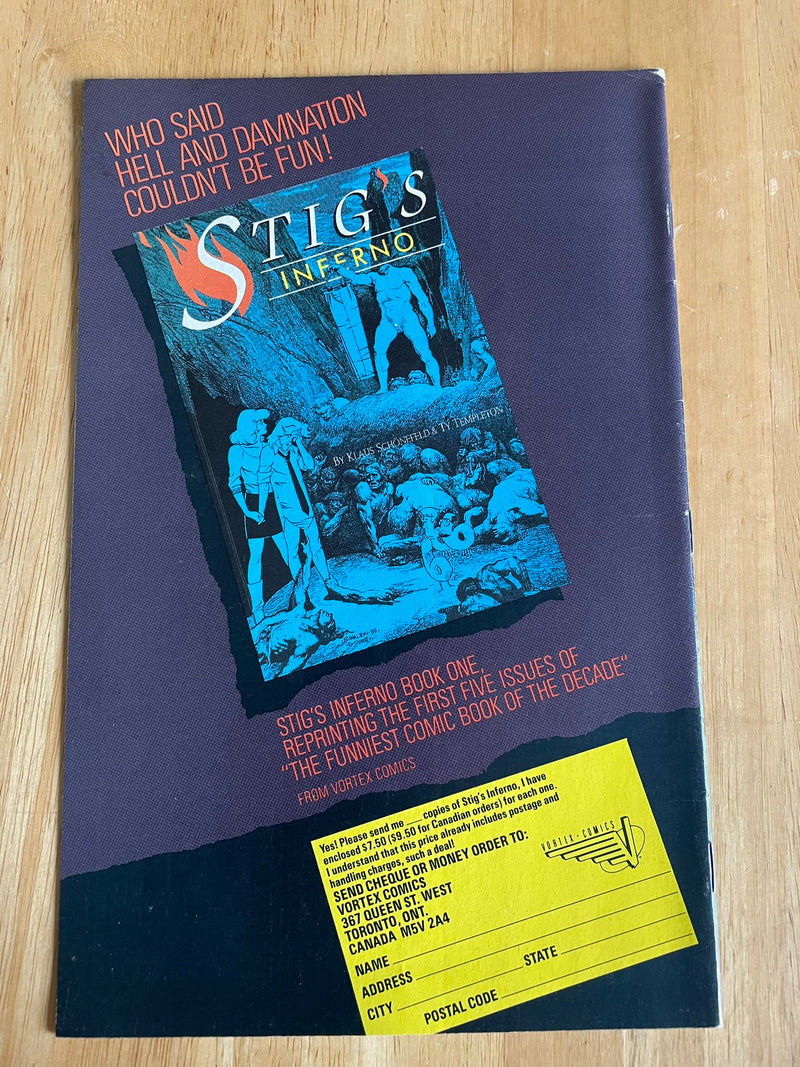 WHO SAID
HELL AND DAMNATION
COULDN'T BE FUN!
STIG'S
INFERNO
BY KLAUS SCHÖNEFELD & TY TEMPLETON
STIG'S INFERNO BOOK ONE,
REPRINTING THE FIRST FIVE ISSUES OF
"THE FUNNIEST COMIC BOOK OF THE DECADE"
FROM VORTEX COMICS
Yes! Please send me ___ copies of Stig's Inferno, I have
enclosed $7.50 ($9.50 for Canadian orders) for each one.
I understand that this price already includes postage and
handling charges, such a deal!
SEND CHEQUE OR MONEY ORDER TO:
VORTEX COMICS
367 QUEEN ST. WEST
TORONTO, ONT.
CANADA M5V 2A4
VORTEX • COMICS
NAME
ADDRESS
CITY
STATE
POSTAL CODE